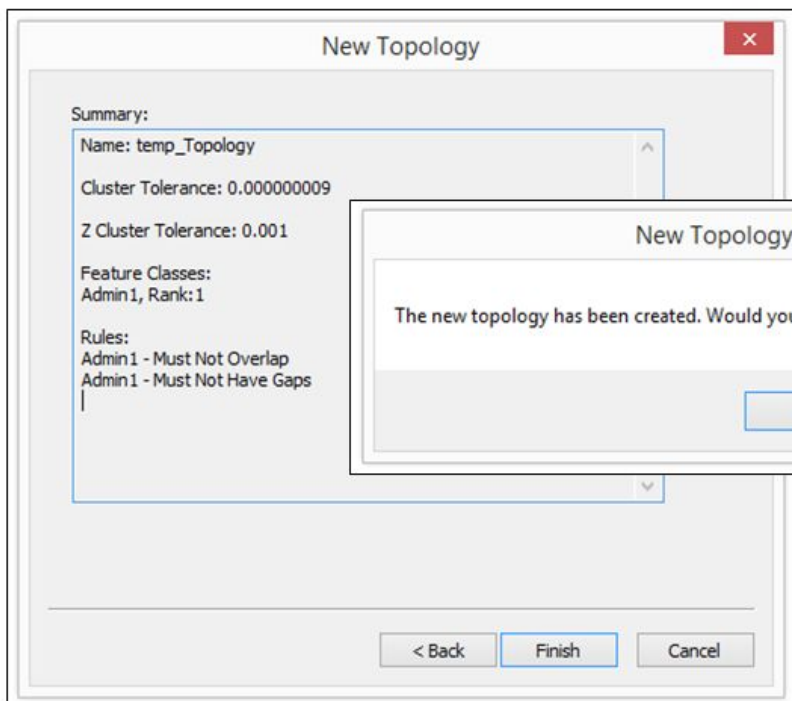 New Topology
Summary:
Name: temp_Topology
Cluster Tolerance: 0.000000009
Z Cluster Tolerance: 0.001
Feature Classes:
Admin1, Rank:1
Rules:
Admin1 - Must Not Overlap
Admin1 - Must Not Have Gaps
New Topology
The new topology has been created. Would you
< Back
Finish
Cancel